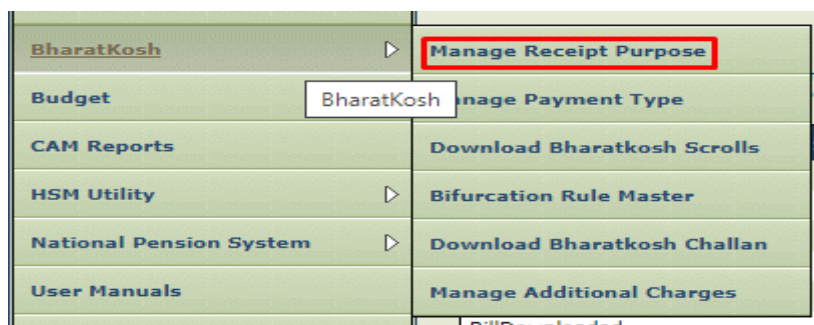 BharatKosh
Manage Receipt Purpose
Budget
BharatKosh
nage Payment Type
CAM Reports
Download Bharatkosh Scrolls
HSM Utility
Bifurcation Rule Master
National Pension System
Download Bharatkosh Challan
User Manuals
Manage Additional Charges